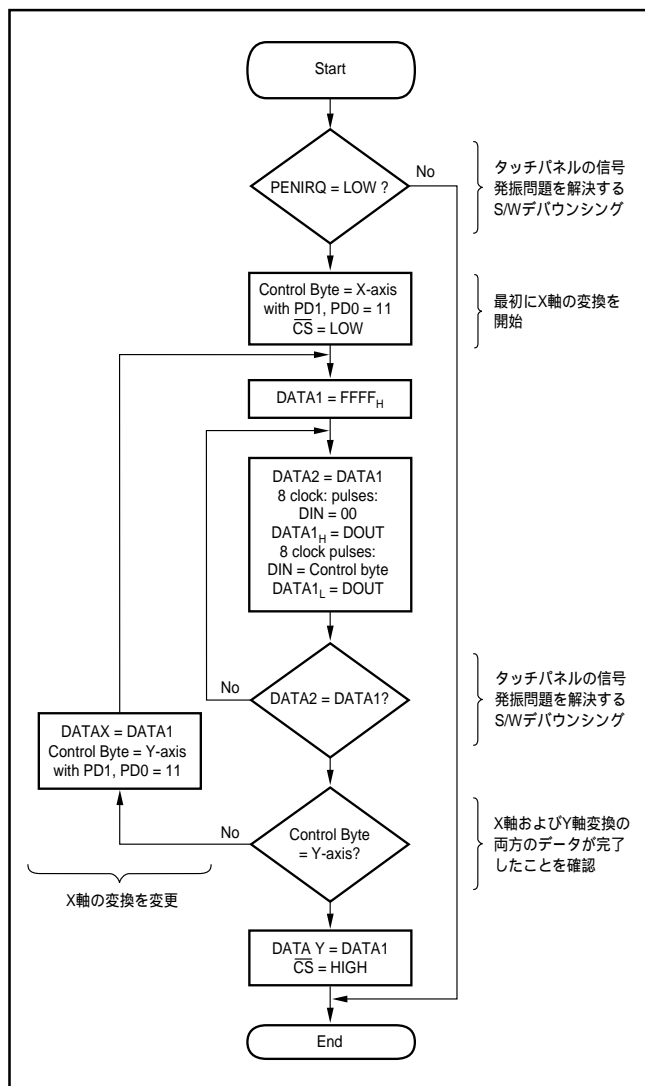 Start
PENIRQ = LOW ?
No
タッチパネルの信号
発振問題を解決する
S/Wデバウンシング
Control Byte = X-axis
with PD1, PD0 = 11
CS = LOW
最初にX軸の変換を
開始
DATA1 = FFFFH
DATA2 = DATA1
8 clock: pulses:
DIN = 00
DATA1H = DOUT
8 clock pulses:
DIN = Control byte
DATA1L = DOUT
No
DATA2 = DATA1?
タッチパネルの信号
発振問題を解決する
S/Wデバウンシング
DATAX = DATA1
Control Byte = Y-axis
with PD1, PD0 = 11
No
Control Byte
= Y-axis?
X軸およびY軸変換の
両方のデータが完了
したことを確認
X軸の変換を変更
DATA Y = DATA1
CS = HIGH
End